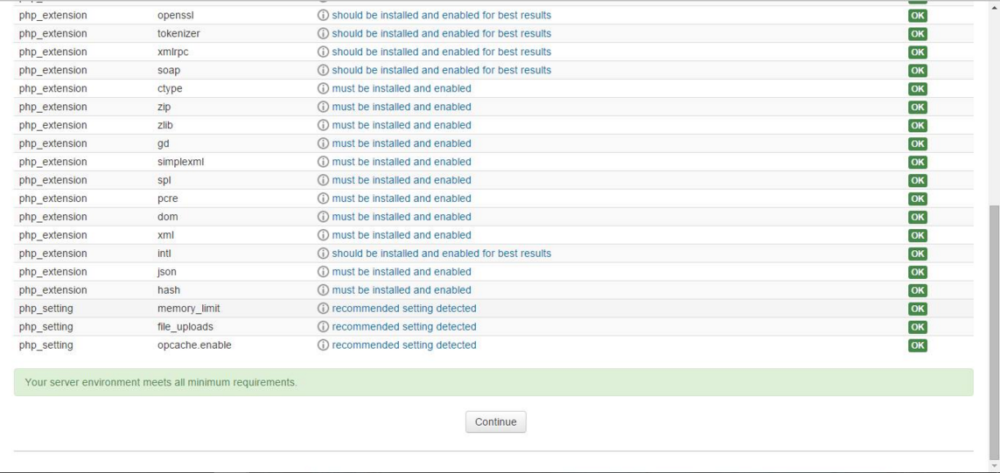 php_extension openssl should be installed and enabled for best results OK
php_extension tokenizer should be installed and enabled for best results OK
php_extension xmlrpc should be installed and enabled for best results OK
php_extension soap should be installed and enabled for best results OK
php_extension ctype must be installed and enabled OK
php_extension zip must be installed and enabled OK
php_extension zlib must be installed and enabled OK
php_extension gd must be installed and enabled OK
php_extension simplexml must be installed and enabled OK
php_extension spl must be installed and enabled OK
php_extension pcre must be installed and enabled OK
php_extension dom must be installed and enabled OK
php_extension xml must be installed and enabled OK
php_extension intl should be installed and enabled for best results OK
php_extension json must be installed and enabled OK
php_extension hash must be installed and enabled OK
php_setting memory_limit recommended setting detected OK
php_setting file_uploads recommended setting detected OK
php_setting opcache.enable recommended setting detected OK
Your server environment meets all minimum requirements.
Continue